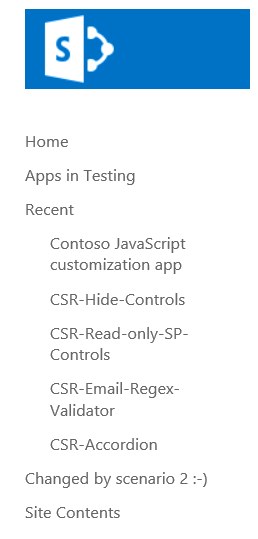 S
Home
Apps in Testing
Recent
Contoso JavaScript
customization app
CSR-Hide-Controls
CSR-Read-only-SP-
Controls
CSR-Email-Regex-
Validator
CSR-Accordion
Changed by scenario 2 :-)
Site Contents